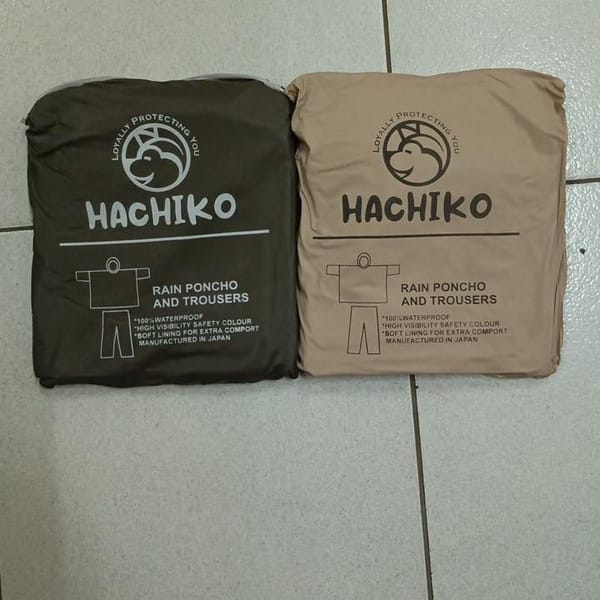 LOYALLY PROTECTING YOU
HACHIKO
RAIN PONCHO
AND TROUSERS
*100%WATERPROOF
*HIGH VISIBILITY SAFETY COLOUR
*SOFT LINING FOR EXTRA COMPORT
MANUFACTURED IN JAPAN
LOYALLY PROTECTING YOU
HACHIKO
RAIN PONCHO
AND TROUSERS
*100%WATERPROOF
*HIGH VISIBILITY SAFETY COLOUR
*SOFT LINING FOR EXTRA COMPORT
MANUFACTURED IN JAPAN